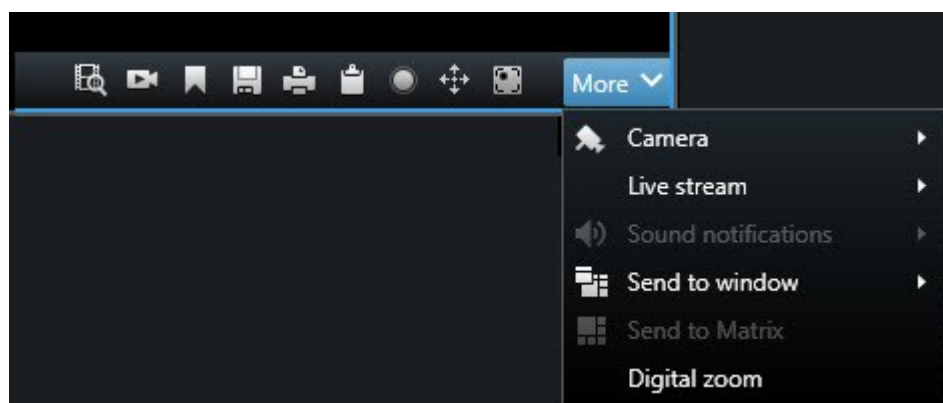 More
Camera
Live stream
Sound notifications
Send to window
Send to Matrix
Digital zoom